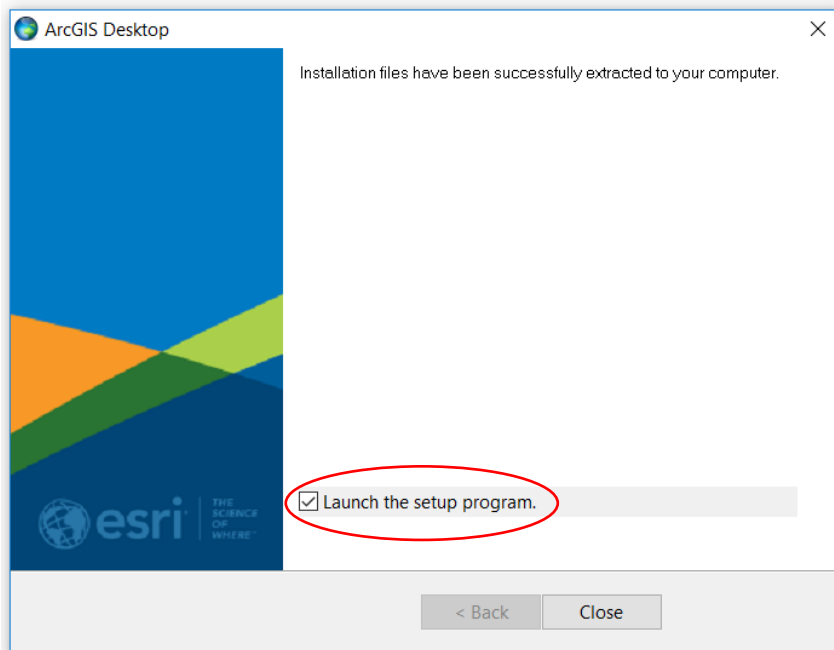 ArcGIS Desktop
Installation files have been successfully extracted to your computer.
Launch the setup program.
esri
THE
SCIENCE
OF
WHERE™
< Back
Close